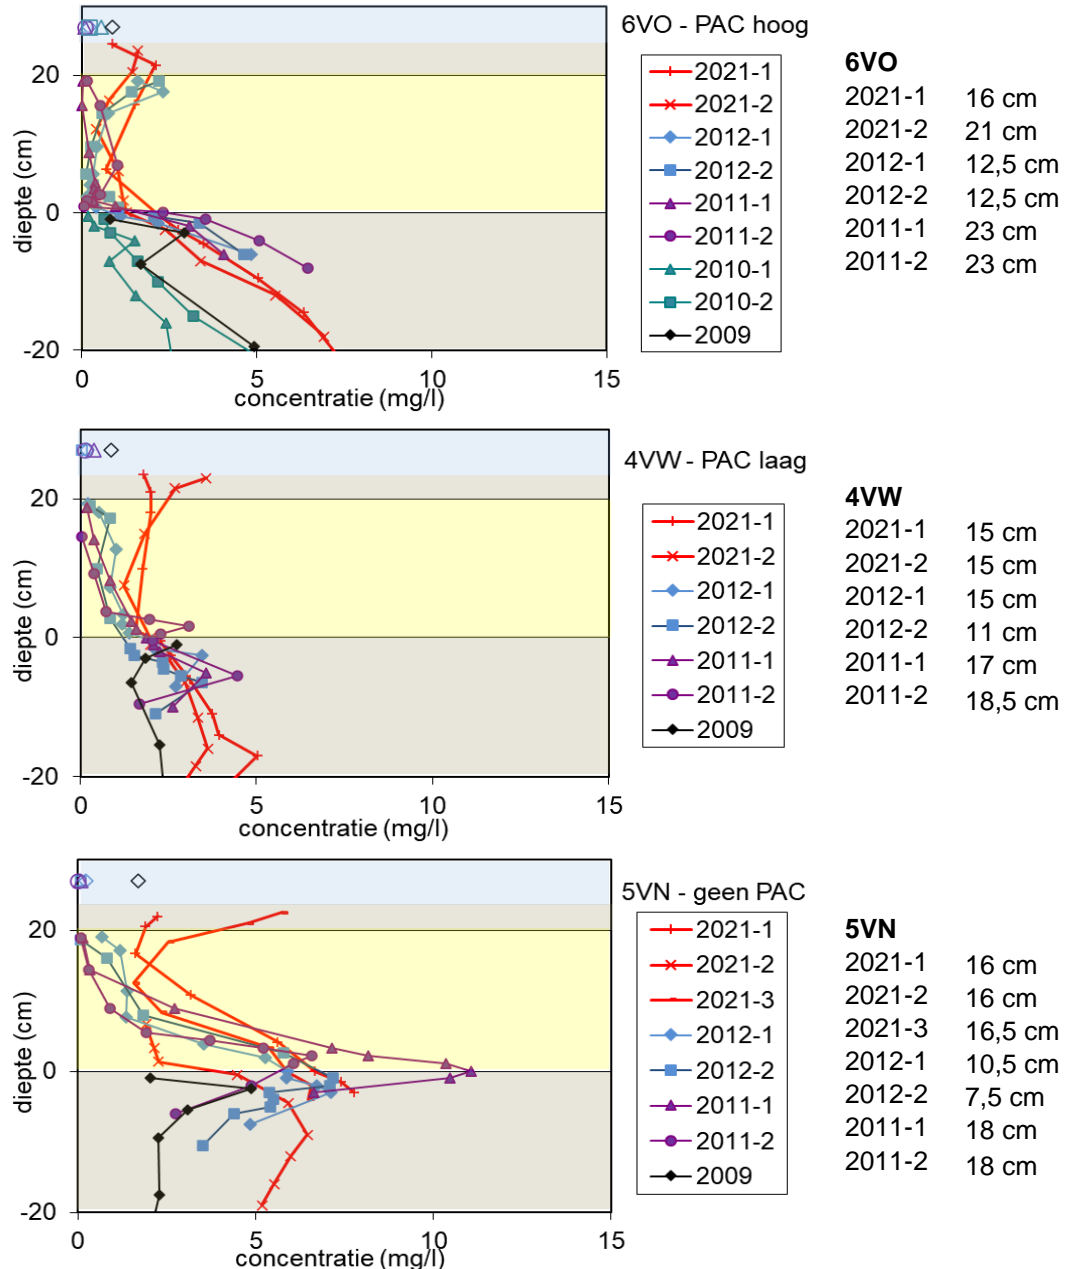 6VO - PAC hoog
2021-1
2021-2
2012-1
2012-2
2011-1
2011-2
2010-1
2010-2
2009
6VO
2021-1 16 cm
2021-2 21 cm
2012-1 12,5 cm
2012-2 12,5 cm
2011-1 23 cm
2011-2 23 cm
diepte (cm)
20
0
-20
0 5 10 15
concentratie (mg/l)
4VW - PAC laag
2021-1
2021-2
2012-1
2012-2
2011-1
2011-2
2009
4VW
2021-1 15 cm
2021-2 15 cm
2012-1 15 cm
2012-2 11 cm
2011-1 17 cm
2011-2 18,5 cm
diepte (cm)
20
0
-20
0 5 10 15
concentratie (mg/l)
5VN - geen PAC
2021-1
2021-2
2021-3
2012-1
2012-2
2011-1
2011-2
2009
5VN
2021-1 16 cm
2021-2 16 cm
2021-3 16,5 cm
2012-1 10,5 cm
2012-2 7,5 cm
2011-1 18 cm
2011-2 18 cm
diepte (cm)
20
0
-20
0 5 10 15
concentratie (mg/l)